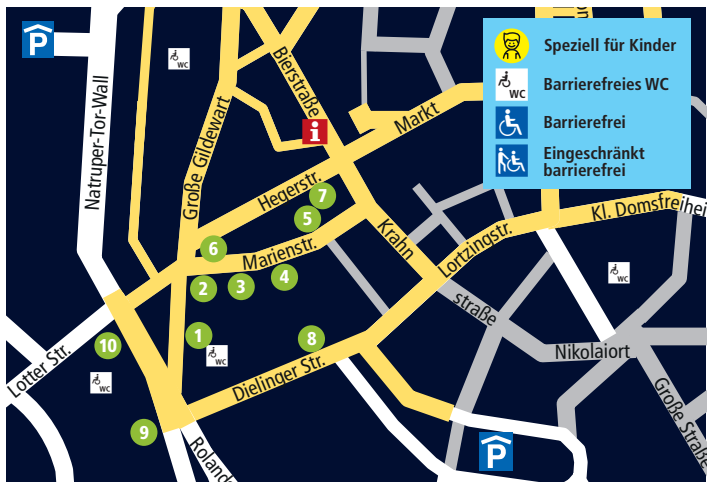 P
Natruper-Tor-Wall
WC
Große Gildewart
Bierstraße
i
Markt
Speziell für Kinder
WC
Barrierefreies WC
Barrierefrei
Eingeschränkt
barrierefrei
Hegerstr.
7
5
6
Marienstr.
Krahn
straße
Lortzingstr.
Kl. Domsfreihei
2
3
4
WC
1
WC
8
10
Lotter Str.
WC
Dielinger Str.
Nikolaiort
Große Straße
9
Roland
P